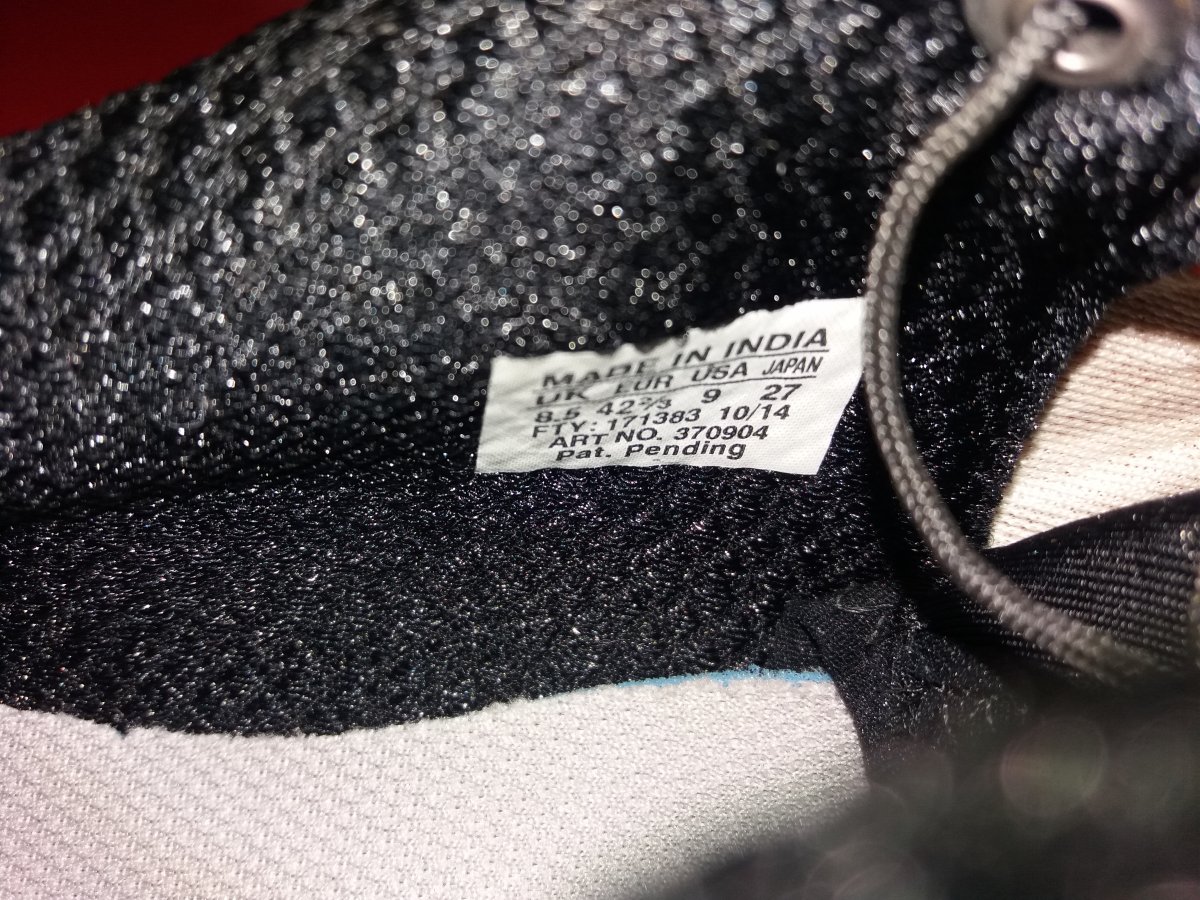 MADE IN INDIA
UK EUR USA JAPAN
8.5 42⅔ 9 27
FTY: 171383 10/14
ART NO. 370904
Pat. Pending